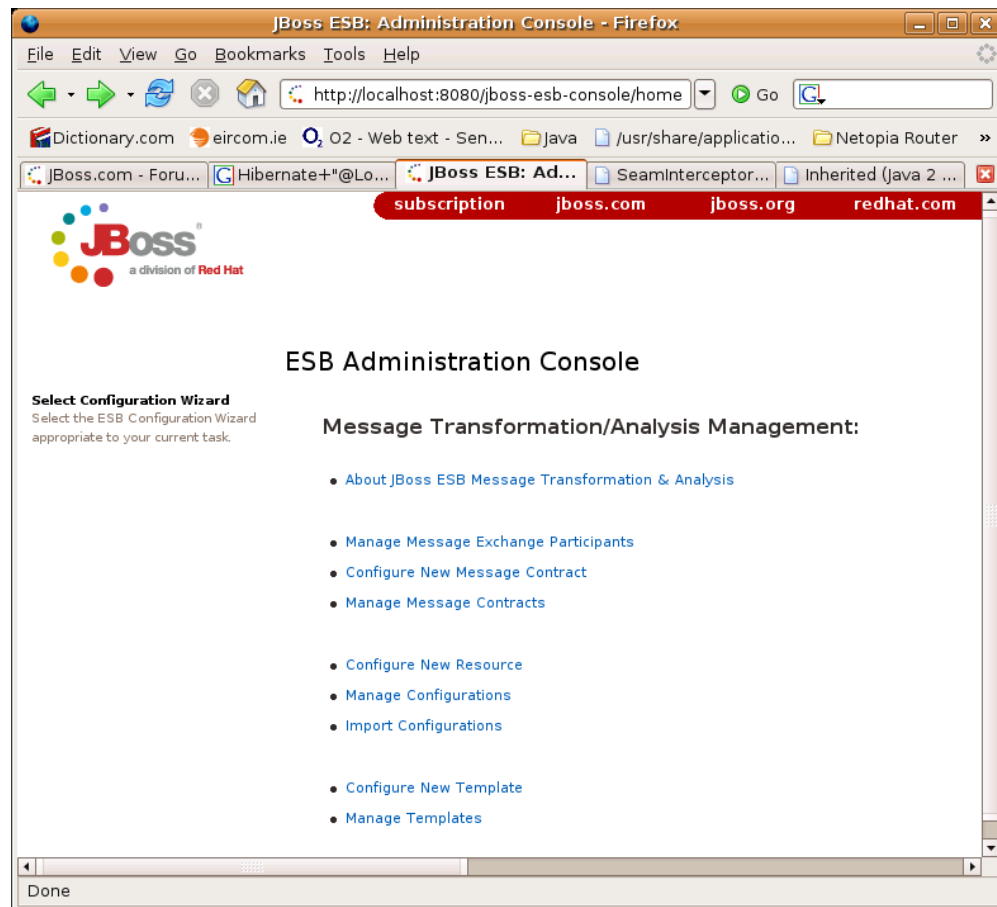 JBoss ESB: Administration Console - Firefox
File Edit View Go Bookmarks Tools Help
http://localhost:8080/jboss-esb-console/home Go G
Dictionary.com eircom.ie O2 O2 - Web text - Sen... Java /usr/share/applicatio... Netopia Router »
JBoss.com - Foru... G Hibernate+"@Lo... JBoss ESB: Ad... SeamInterceptor... Inherited (Java 2 ...
subscription jboss.com jboss.org redhat.com
JBoss®
a division of Red Hat
ESB Administration Console
Select Configuration Wizard
Select the ESB Configuration Wizard
appropriate to your current task.
Message Transformation/Analysis Management:
• About JBoss ESB Message Transformation & Analysis
• Manage Message Exchange Participants
• Configure New Message Contract
• Manage Message Contracts
• Configure New Resource
• Manage Configurations
• Import Configurations
• Configure New Template
• Manage Templates
Done